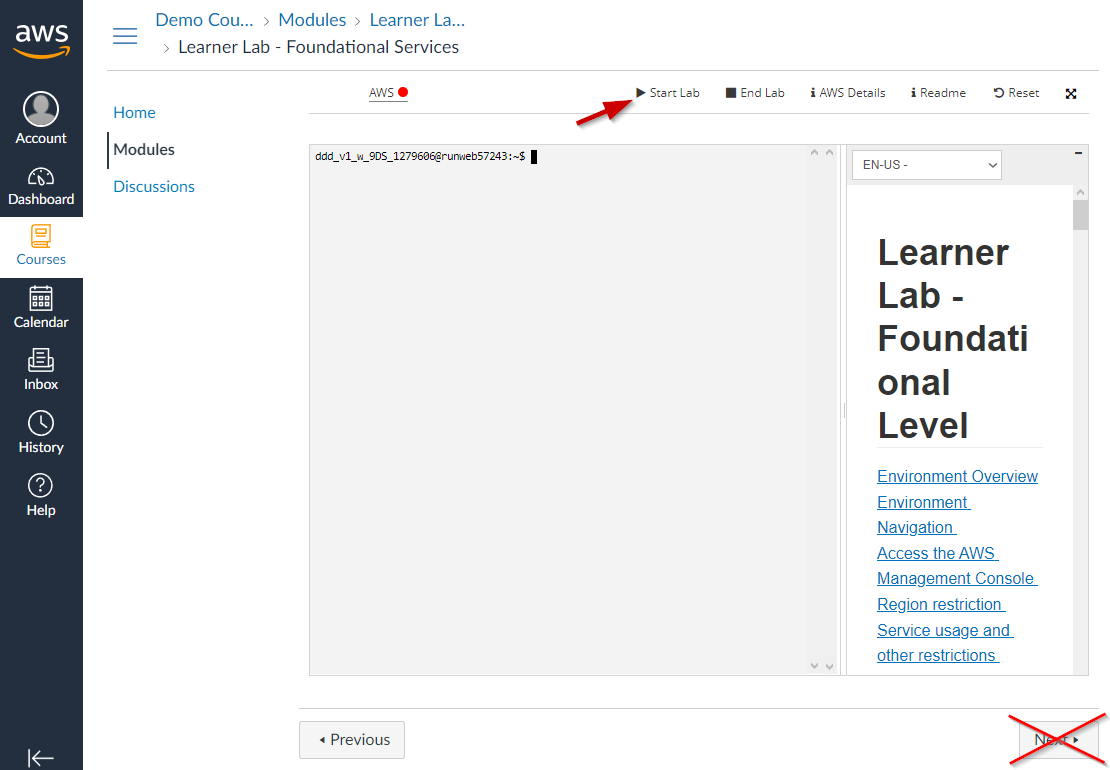 aws
Account
Dashboard
Courses
Calendar
Inbox
History
Help
Demo Cou... › Modules › Learner La...
› Learner Lab - Foundational Services
Home
Modules
Discussions
AWS
Start Lab
End Lab
AWS Details
Readme
Reset
ddd_v1_w_9DS_1279606@runweb57243:~$
EN-US -
Learner
Lab -
Foundati
onal
Level
Environment Overview
Environment
Navigation
Access the AWS
Management Console
Region restriction
Service usage and
other restrictions
Previous
Next